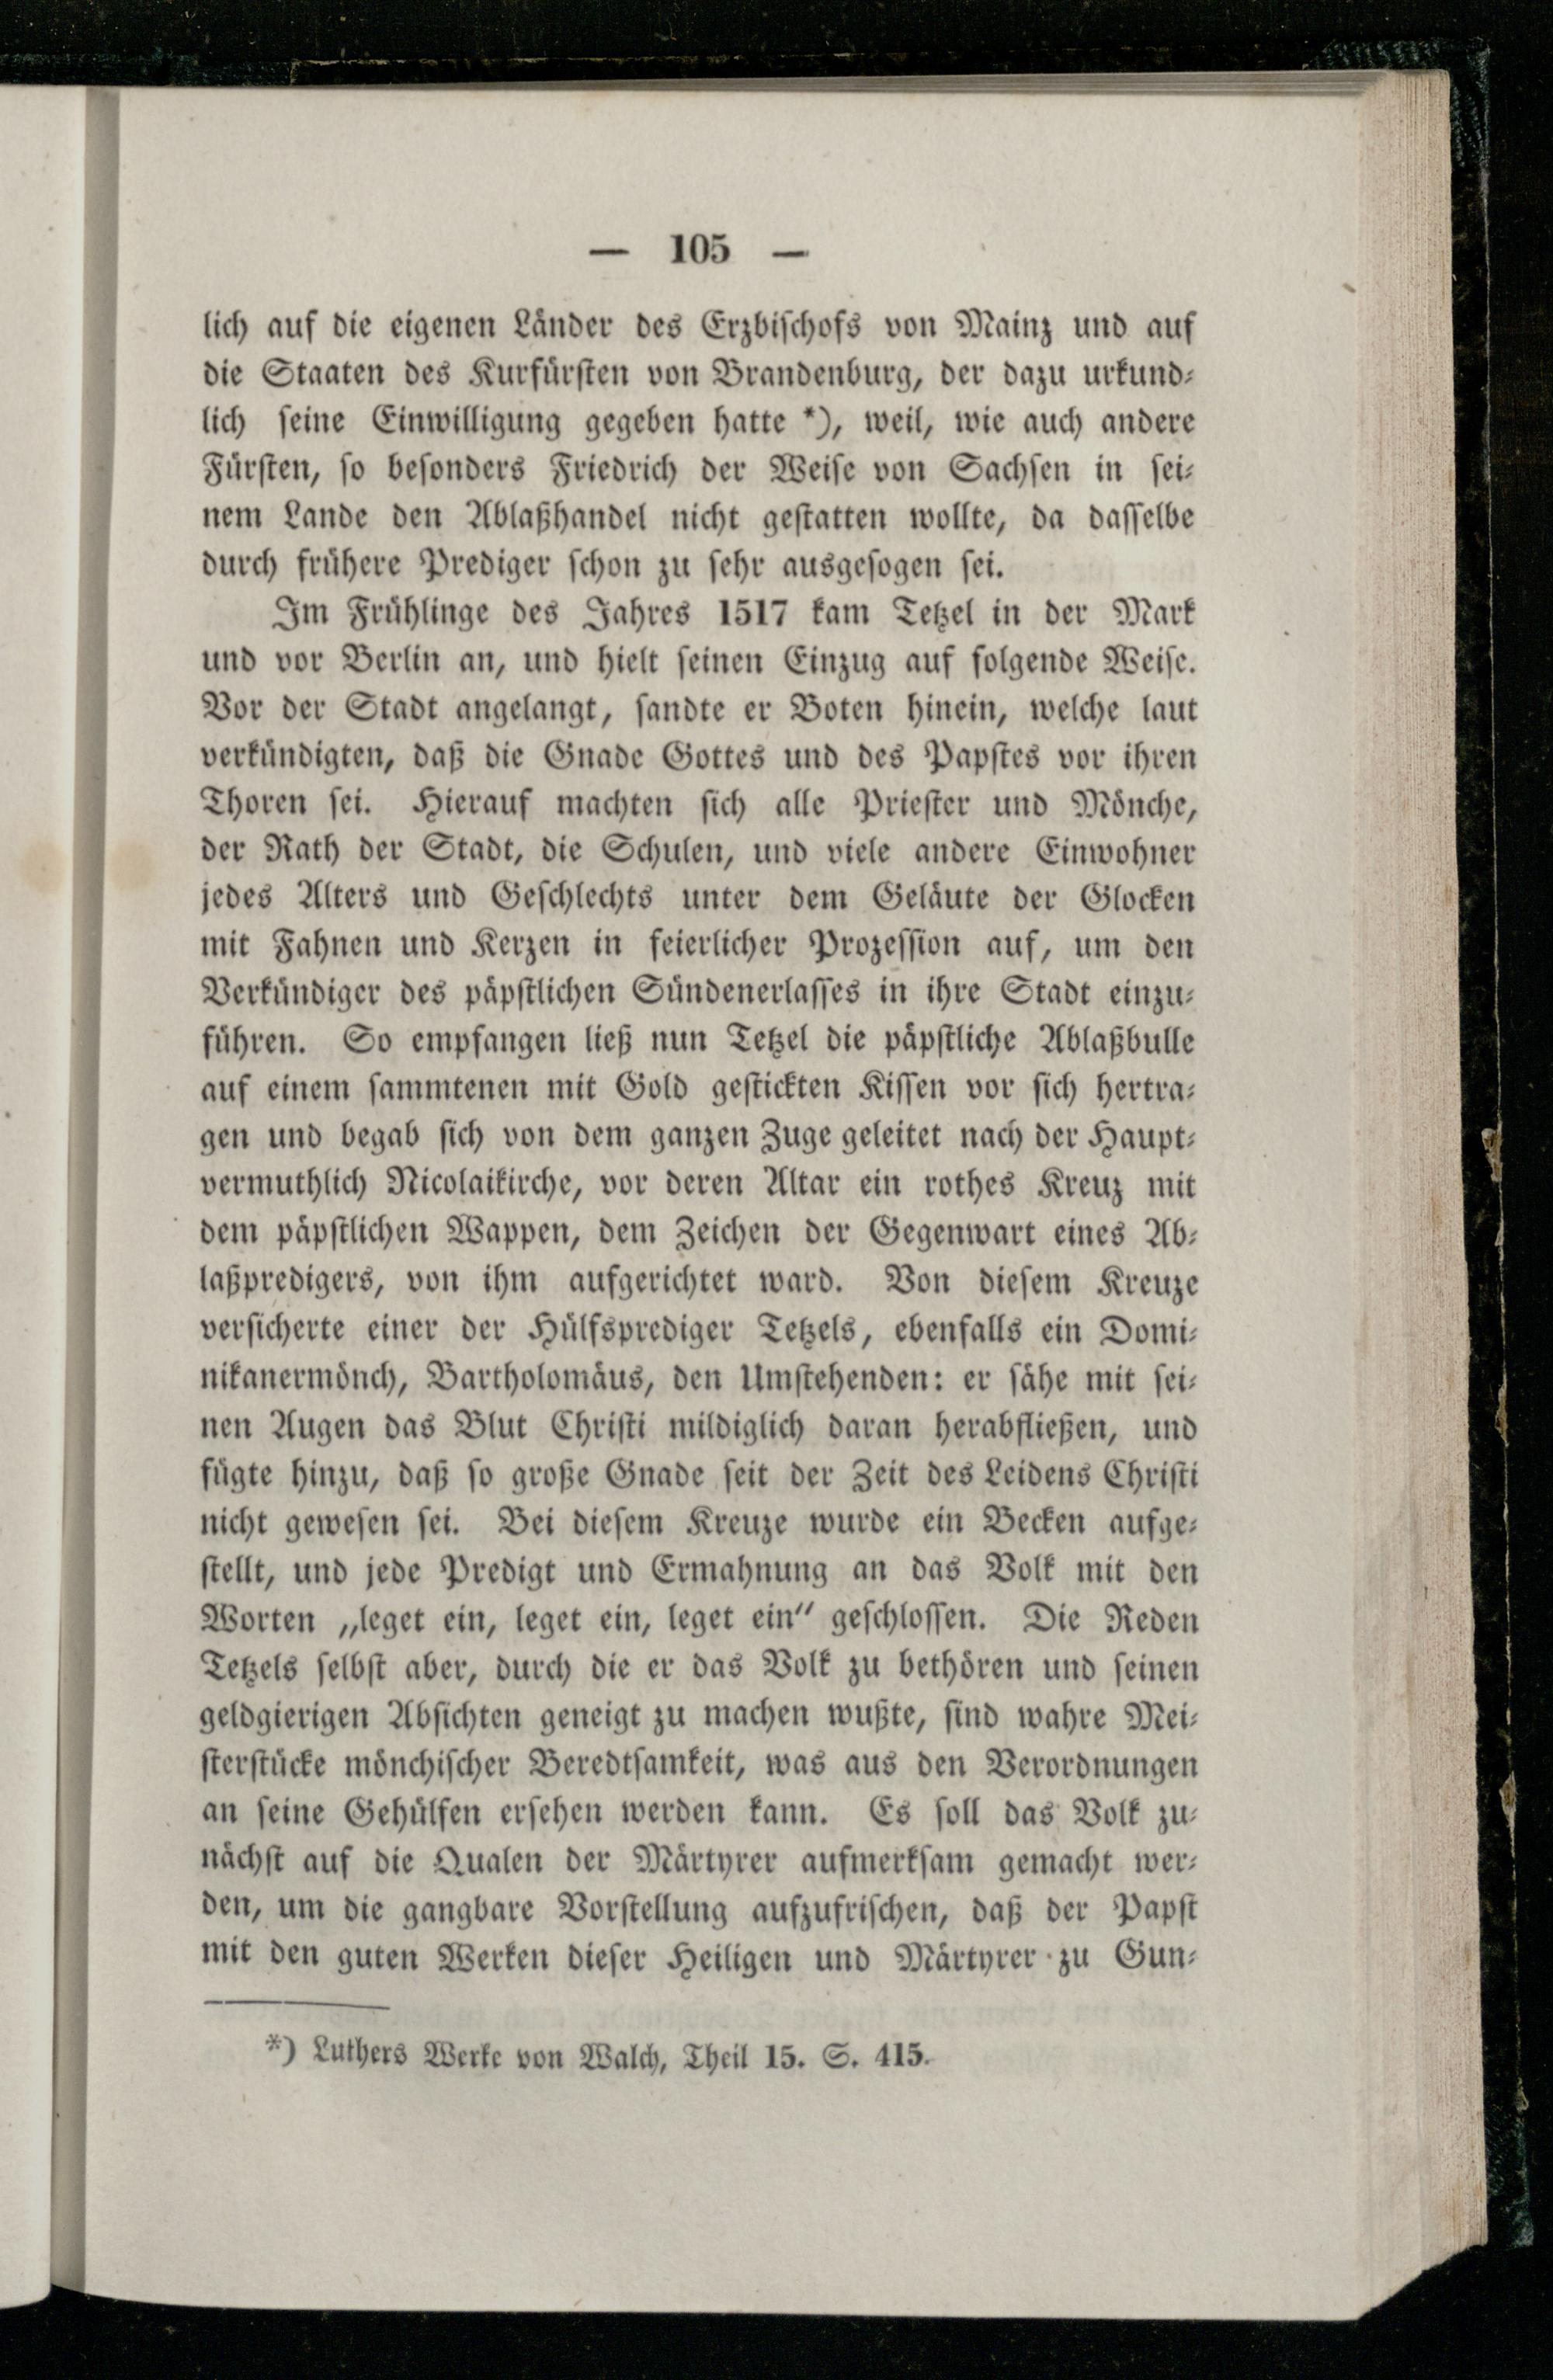 — 105 —
lich auf die eigenen Länder des Erzbischofs von Mainz und auf
die Staaten des Kurfürsten von Brandenburg, der dazu urkund-
lich seine Einwilligung gegeben hatte *), weil, wie auch andere
Fürsten, so besonders Friedrich der Weise von Sachsen in sei-
nem Lande den Ablaßhandel nicht gestatten wollte, da dasselbe
durch frühere Prediger schon zu sehr ausgesogen sei.
Im Frühlinge des Jahres 1517 kam Tetzel in der Mark
und vor Berlin an, und hielt seinen Einzug auf folgende Weise.
Vor der Stadt angelangt, sandte er Boten hinein, welche laut
verkündigten, daß die Gnade Gottes und des Papstes vor ihren
Thoren sei. Hierauf machten sich alle Priester und Mönche,
der Rath der Stadt, die Schulen, und viele andere Einwohner
jedes Alters und Geschlechts unter dem Geläute der Glocken
mit Fahnen und Kerzen in feierlicher Prozession auf, um den
Verkündiger des päpstlichen Sündenerlasses in ihre Stadt einzu-
führen. So empfangen ließ nun Tetzel die päpstliche Ablaßbulle
auf einem sammtenen mit Gold gestickten Kissen vor sich hertra-
gen und begab sich von dem ganzen Zuge geleitet nach der Haupt-
vermuthlich Nicolaikirche, vor deren Altar ein rothes Kreuz mit
dem päpstlichen Wappen, dem Zeichen der Gegenwart eines Ab-
laßpredigers, von ihm aufgerichtet ward. Von diesem Kreuze
versicherte einer der Hülfsprediger Tetzels, ebenfalls ein Domi-
nikanermönch, Bartholomäus, den Umstehenden: er sähe mit sei-
nen Augen das Blut Christi mildiglich daran herabfließen, und
fügte hinzu, daß so große Gnade seit der Zeit des Leidens Christi
nicht gewesen sei. Bei diesem Kreuze wurde ein Becken aufge-
stellt, und jede Predigt und Ermahnung an das Volk mit den
Worten „leget ein, leget ein, leget ein“ geschlossen. Die Reden
Tetzels selbst aber, durch die er das Volk zu bethören und seinen
geldgierigen Absichten geneigt zu machen wußte, sind wahre Mei-
sterstücke mönchischer Beredtsamkeit, was aus den Verordnungen
an seine Gehülfen ersehen werden kann. Es soll das Volk zu-
nächst auf die Qualen der Märtyrer aufmerksam gemacht wer-
den, um die gangbare Vorstellung aufzufrischen, daß der Papst
mit den guten Werken dieser Heiligen und Märtyrer zu Gun-
*) Luthers Werke von Walch, Theil 15. S. 415.